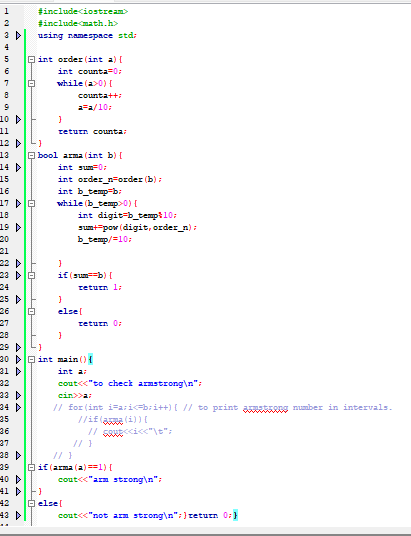 1 #include<iostream>
2 #include<math.h>
3 using namespace std;
4
5 int order(int a){
6 int counta=0;
7 while(a>0){
8 counta++;
9 a=a/10;
10 }
11 return counta;
12 }
13 bool arma(int b){
14 int sum=0;
15 int order_n=order(b);
16 int b_temp=b;
17 while(b_temp>0){
18 int digit=b_temp%10;
19 sum+=pow(digit,order_n);
20 b_temp/=10;
21
22 }
23 if(sum==b){
24 return 1;
25 }
26 else{
27 return 0;
28 }
29 }
30 int main(){
31 int a;
32 cout<<"to check armstrong\n";
33 cin>>a;
34 // for(int i=a;i<=b;i++){ // to print armstrong number in intervals.
35 //if(arma(i)){
36 // cout<<i<<"\t";
37 // }
38 // }
39 if(arma(a)==1){
40 cout<<"arm strong\n";
41 }
42 else{
43 cout<<"not arm strong\n";}return 0;}